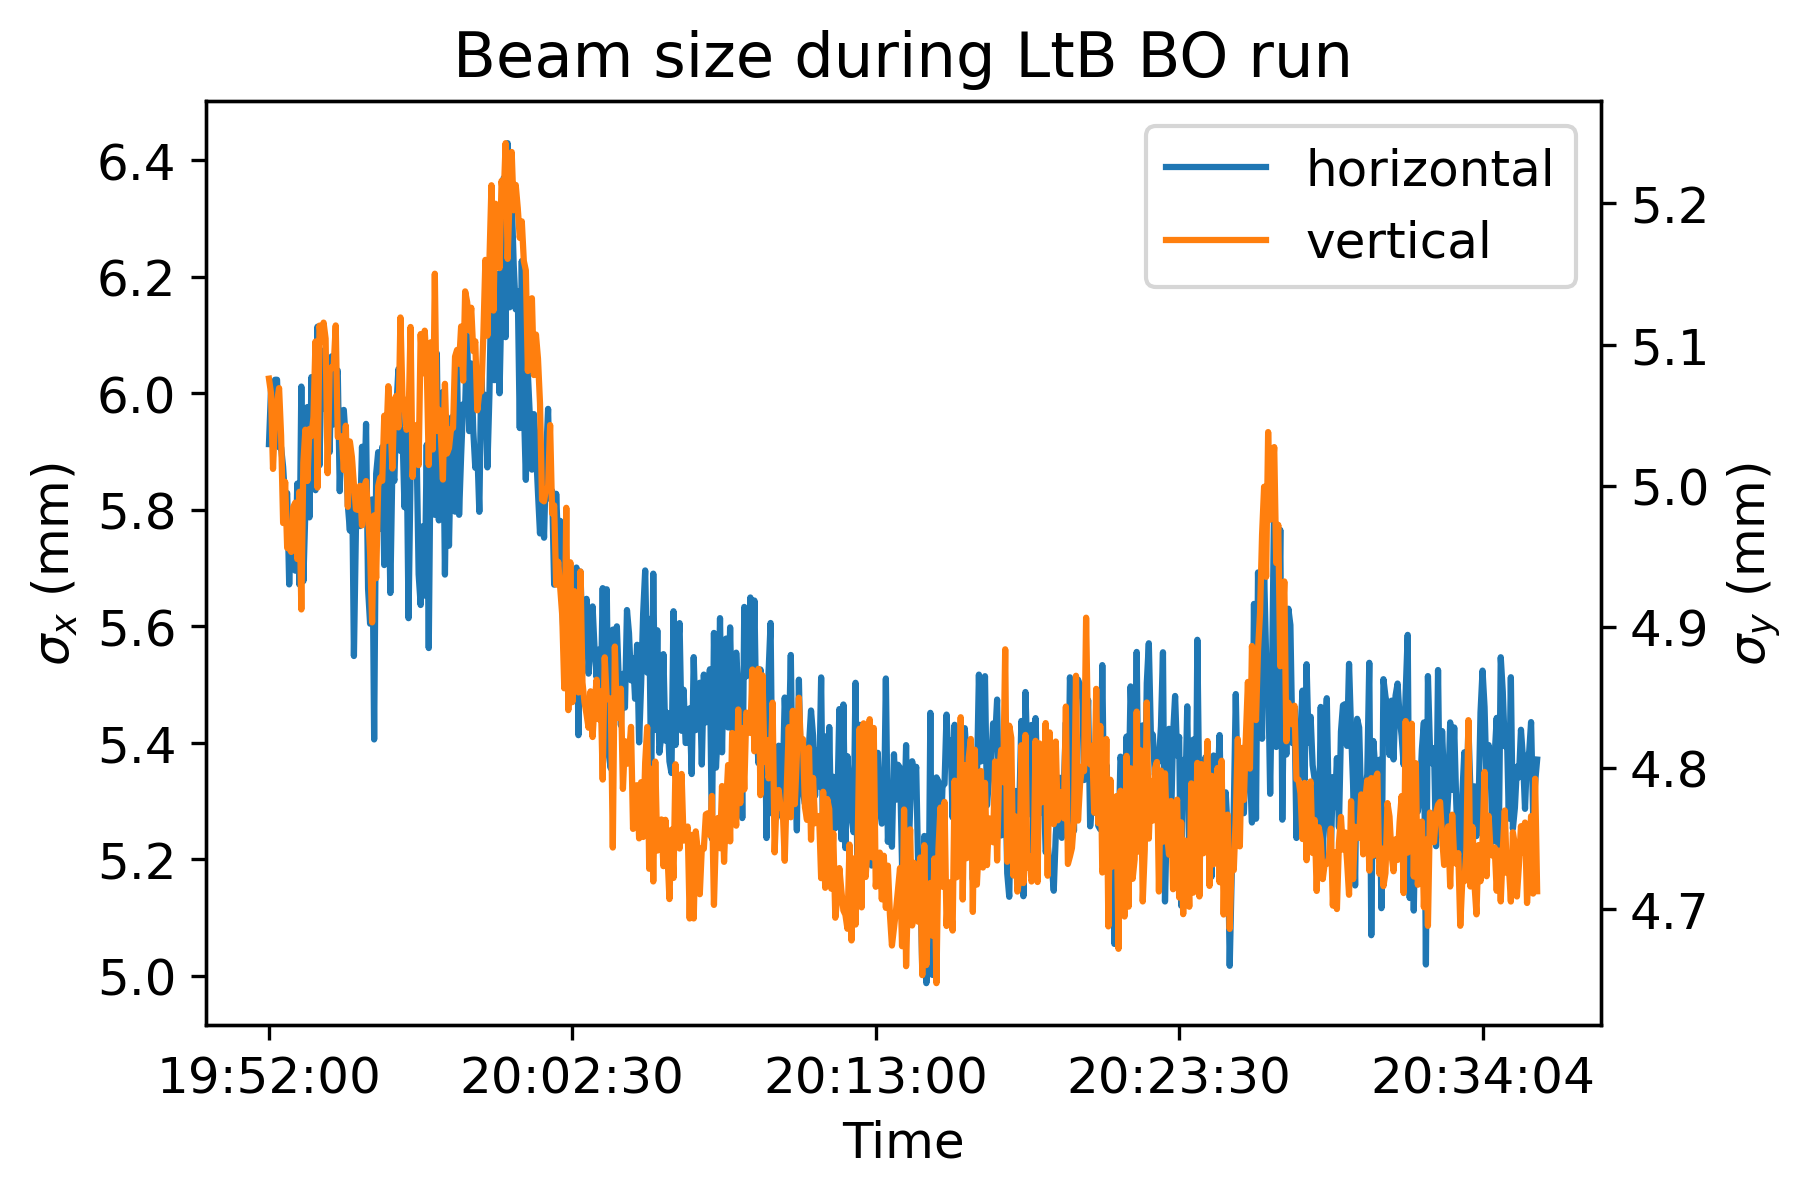 Beam size during LtB BO run
horizontal
vertical
6.4
6.2
6.0
5.8
5.6
5.4
5.2
5.0
σx (mm)
5.2
5.1
5.0
4.9
4.8
4.7
σy (mm)
19:52:00 20:02:30 20:13:00 20:23:30 20:34:04
Time